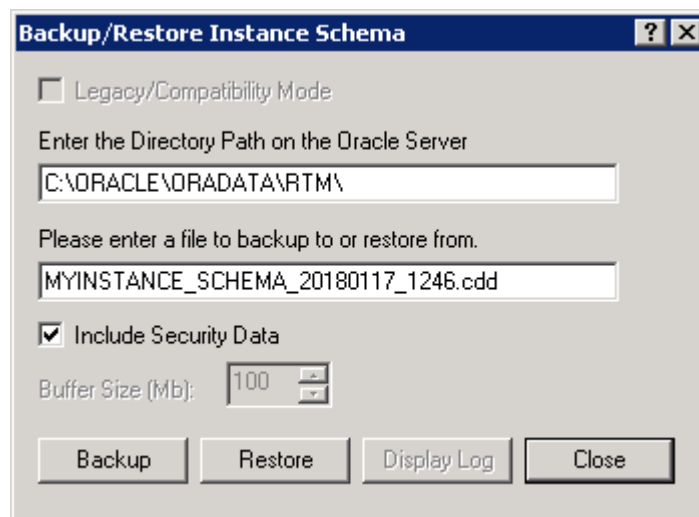 Backup/Restore Instance Schema
Legacy/Compatibility Mode
Enter the Directory Path on the Oracle Server
C:\ORACLE\ORADATA\RTM\
Please enter a file to backup to or restore from.
MYINSTANCE_SCHEMA_20180117_1246.cdd
Include Security Data
Buffer Size (Mb): 100
Backup Restore Display Log Close